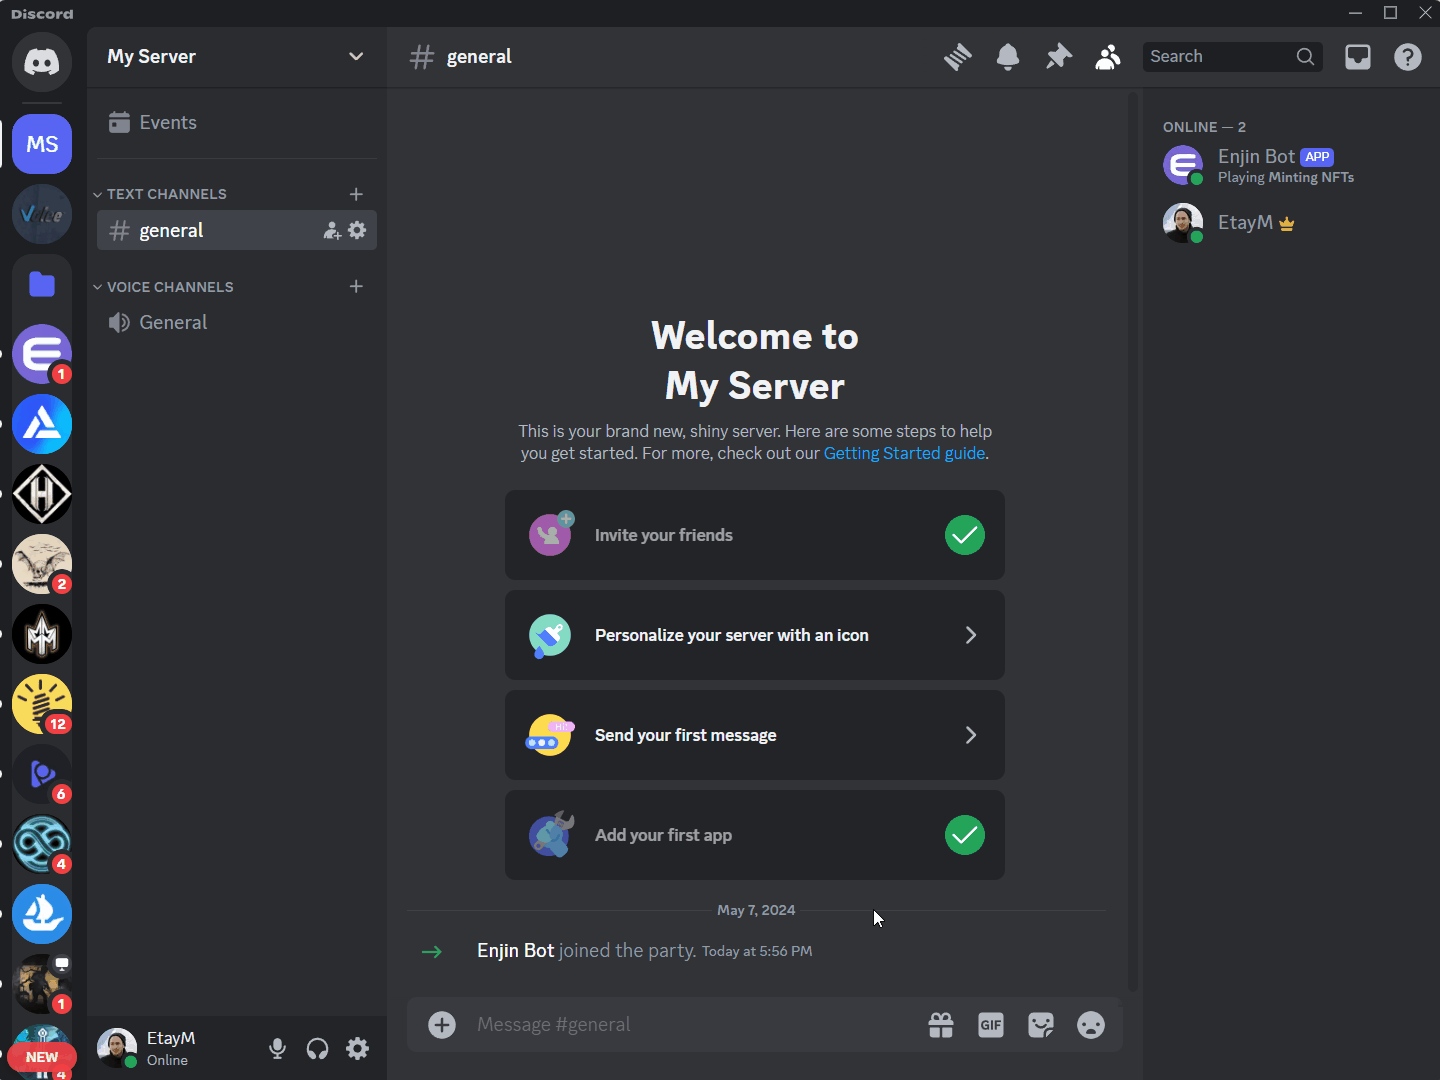 Discord
My Server
general
Search
MS
Events
TEXT CHANNELS
general
VOICE CHANNELS
General
1
2
12
6
4
1
NEW
4
Welcome to
My Server
This is your brand new, shiny server. Here are some steps to help
you get started. For more, check out our Getting Started guide.
Invite your friends
Personalize your server with an icon
Hi!
Send your first message
Add your first app
May 7, 2024
Enjin Bot joined the party. Today at 5:56 PM
Message #general
GIF
EtayM
Online
ONLINE — 2
Enjin Bot APP
Playing Minting NFTs
EtayM